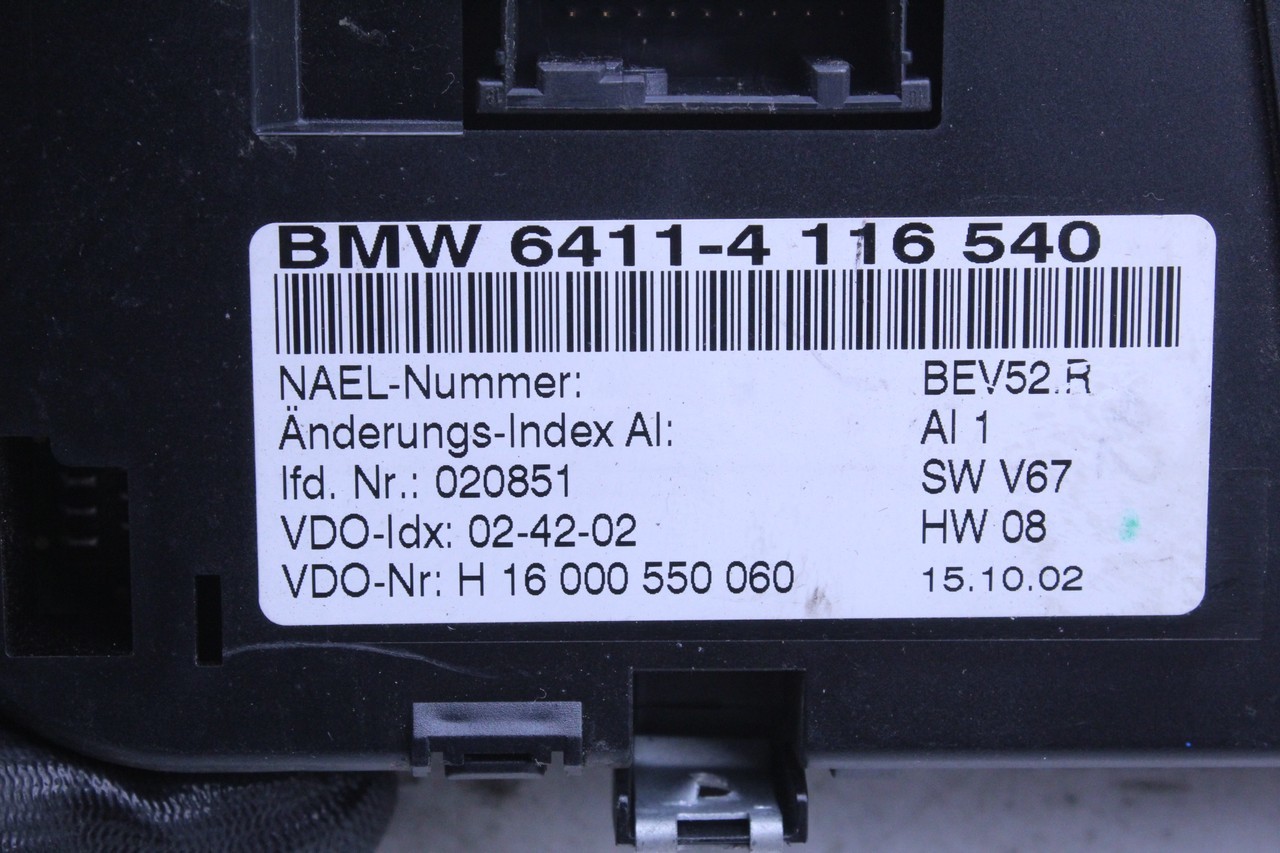 BMW 6411-4 116 540
NAEL-Nummer: BEV52.R
Änderungs-Index AI: AI 1
lfd. Nr.: 020851 SW V67
VDO-Idx: 02-42-02 HW 08
VDO-Nr: H 16 000 550 060 15.10.02